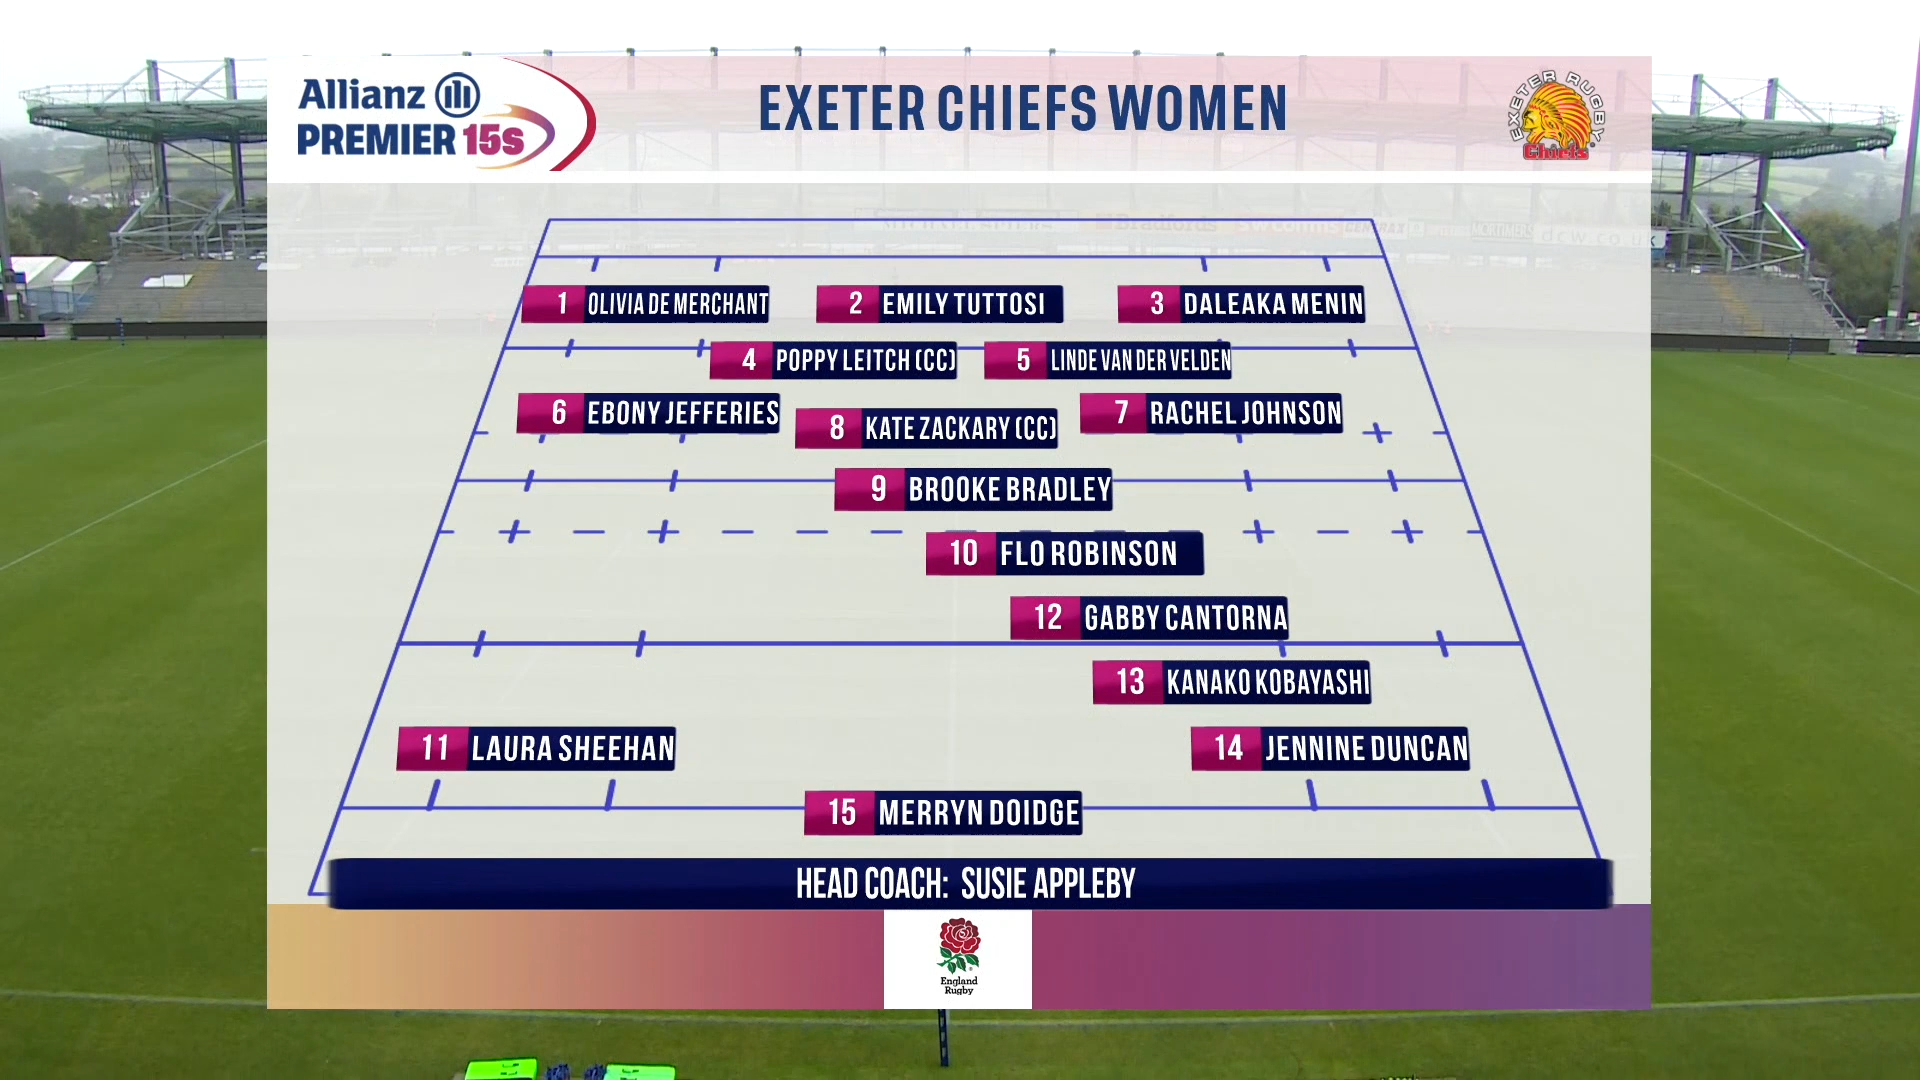 Allianz
PREMIER 15s
EXETER CHIEFS WOMEN
EXETER RUGBY
Chiefs
Bradfords
1 OLIVIA DE MERCHANT
2 EMILY TUTTOSI
3 DALEAKA MENIN
4 POPPY LEITCH (CC)
5 LINDE VAN DER VELDEN
6 EBONY JEFFERIES
8 KATE ZACKARY (CC)
7 RACHEL JOHNSON
9 BROOKE BRADLEY
10 FLO ROBINSON
12 GABBY CANTORNA
13 KANAKO KOBAYASHI
11 LAURA SHEEHAN
14 JENNINE DUNCAN
15 MERRYN DOIDGE
HEAD COACH: SUSIE APPLEBY
England
Rugby